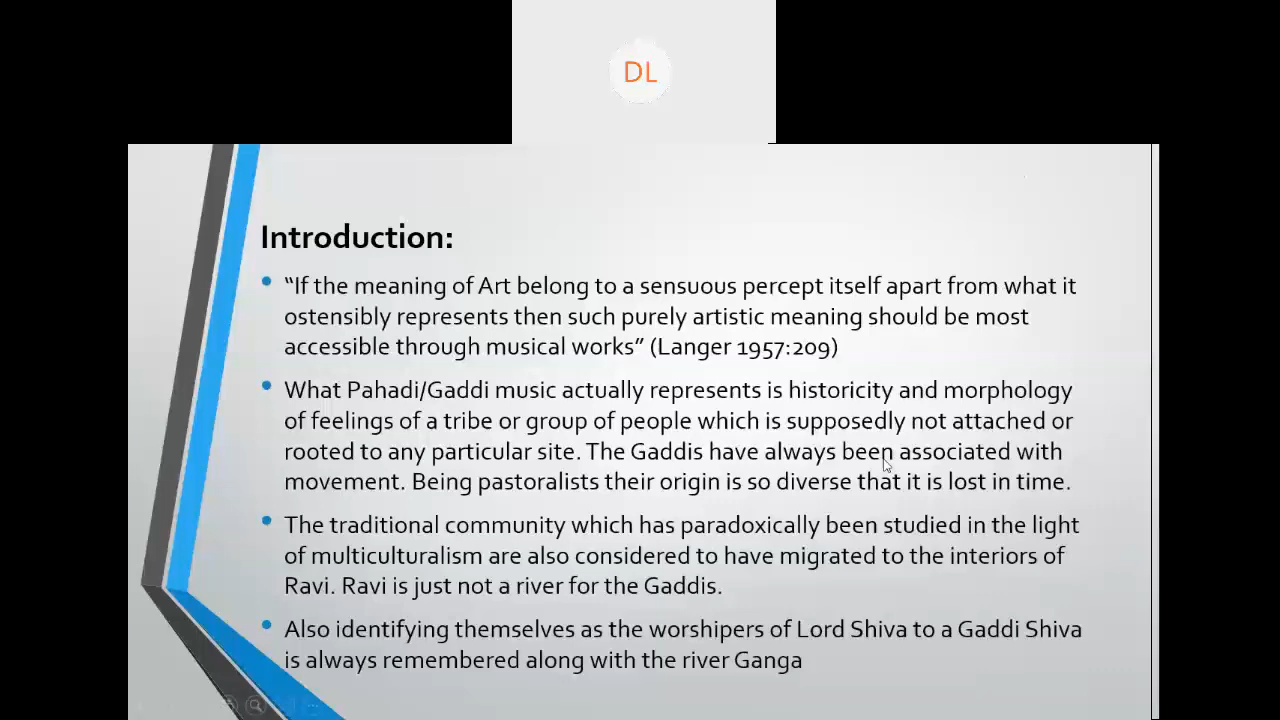 DL
Introduction:
“If the meaning of Art belong to a sensuous percept itself apart from what it
ostensibly represents then such purely artistic meaning should be most
accessible through musical works” (Langer 1957:209)
What Pahadi/Gaddi music actually represents is historicity and morphology
of feelings of a tribe or group of people which is supposedly not attached or
rooted to any particular site. The Gaddis have always been associated with
movement. Being pastoralists their origin is so diverse that it is lost in time.
The traditional community which has paradoxically been studied in the light
of multiculturalism are also considered to have migrated to the interiors of
Ravi. Ravi is just not a river for the Gaddis.
Also identifying themselves as the worshipers of Lord Shiva to a Gaddi Shiva
is always remembered along with the river Ganga